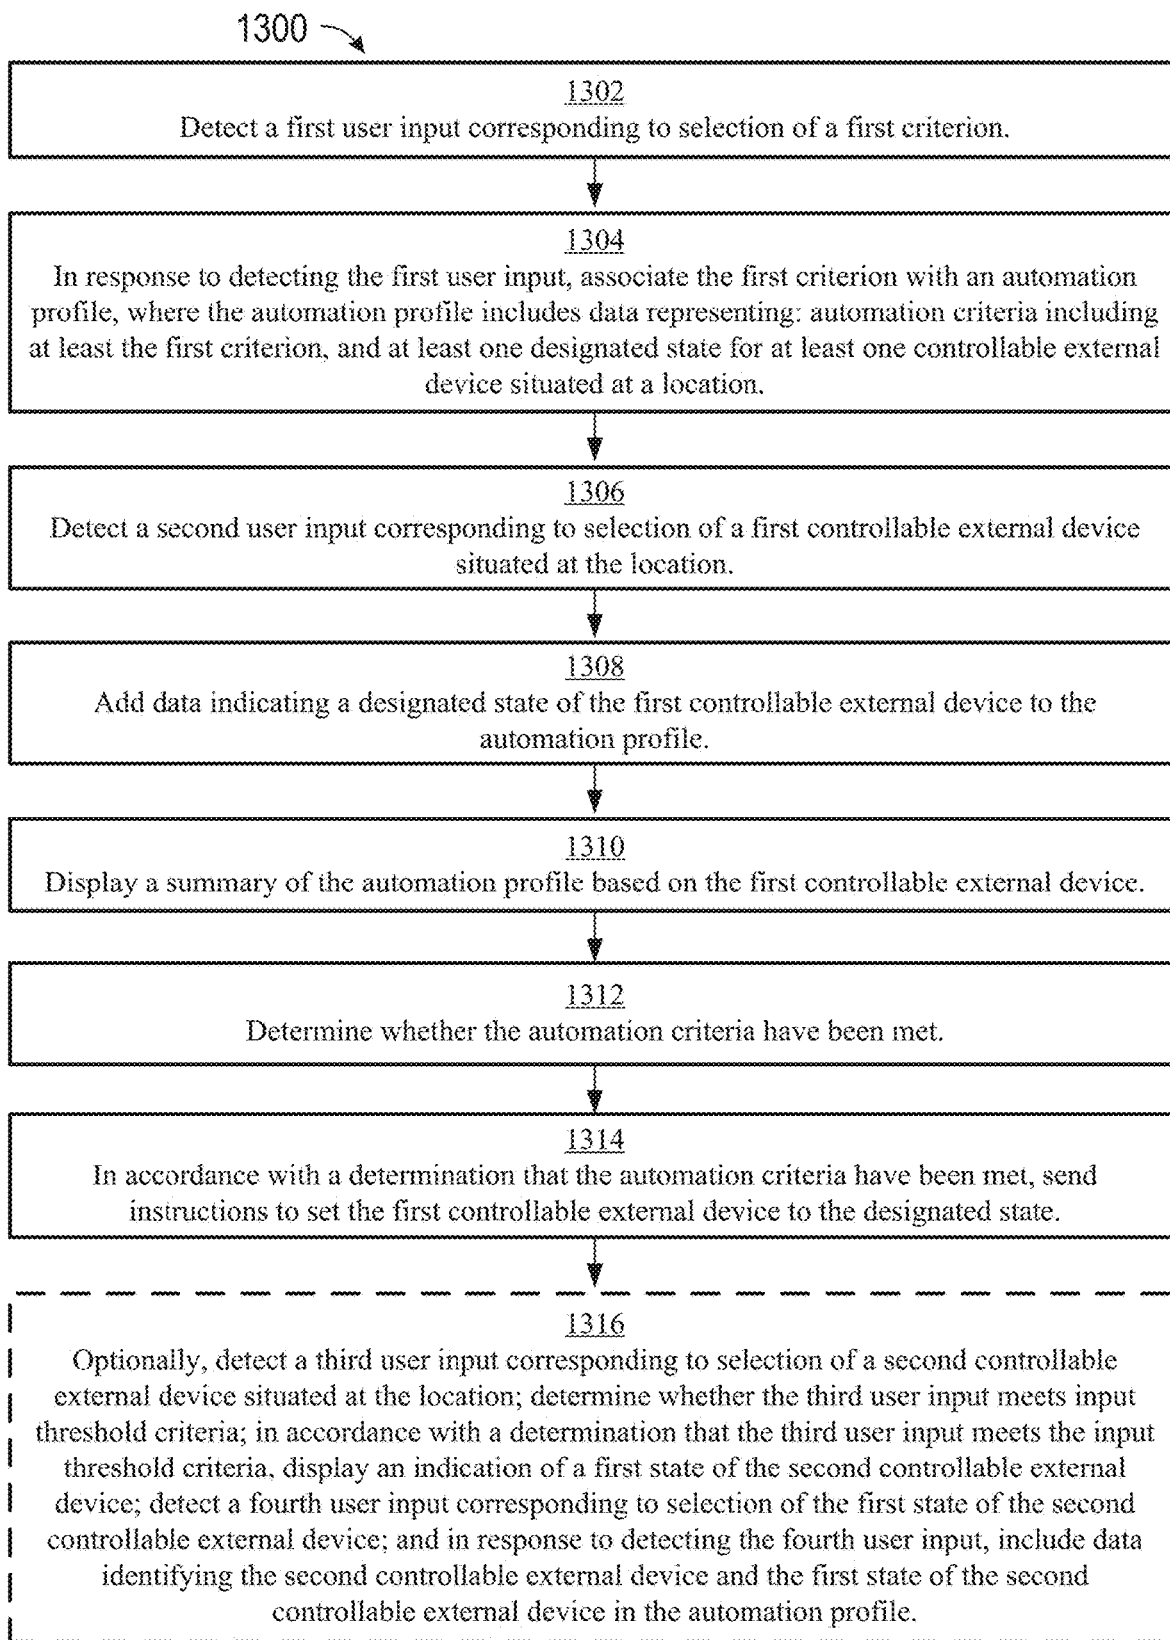 1300
1302
Detect a first user input corresponding to selection of a first criterion.
1304
In response to detecting the first user input, associate the first criterion with an automation
profile, where the automation profile includes data representing: automation criteria including
at least the first criterion, and at least one designated state for at least one controllable external
device situated at a location.
1306
Detect a second user input corresponding to selection of a first controllable external device
situated at the location.
1308
Add data indicating a designated state of the first controllable external device to the
automation profile.
1310
Display a summary of the automation profile based on the first controllable external device.
1312
Determine whether the automation criteria have been met.
1314
In accordance with a determination that the automation criteria have been met, send
instructions to set the first controllable external device to the designated state.
1316
Optionally, detect a third user input corresponding to selection of a second controllable
external device situated at the location; determine whether the third user input meets input
threshold criteria; in accordance with a determination that the third user input meets the input
threshold criteria, display an indication of a first state of the second controllable external
device; detect a fourth user input corresponding to selection of the first state of the second
controllable external device; and in response to detecting the fourth user input, include data
identifying the second controllable external device and the first state of the second
controllable external device in the automation profile.